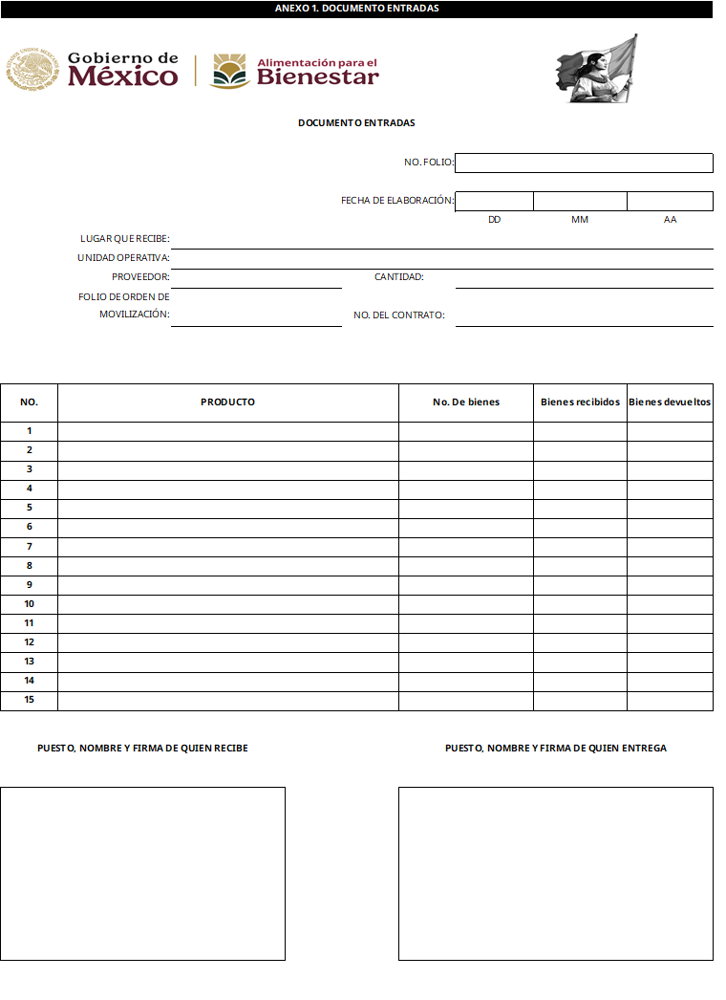 ANEXO 1. DOCUMENTO ENTRADAS
Gobierno de
México
Alimentación para el
Bienestar
DOCUMENTO ENTRADAS
NO. FOLIO:
FECHA DE ELABORACIÓN:
DD MM AA
LUGAR QUE RECIBE:
UNIDAD OPERATIVA:
PROVEEDOR: CANTIDAD:
FOLIO DE ORDEN DE
MOVILIZACIÓN: NO. DEL CONTRATO:
NO. PRODUCTO No. De bienes Bienes recibidos Bienes devueltos
1
2
3
4
5
6
7
8
9
10
11
12
13
14
15
PUESTO, NOMBRE Y FIRMA DE QUIEN RECIBE PUESTO, NOMBRE Y FIRMA DE QUIEN ENTREGA